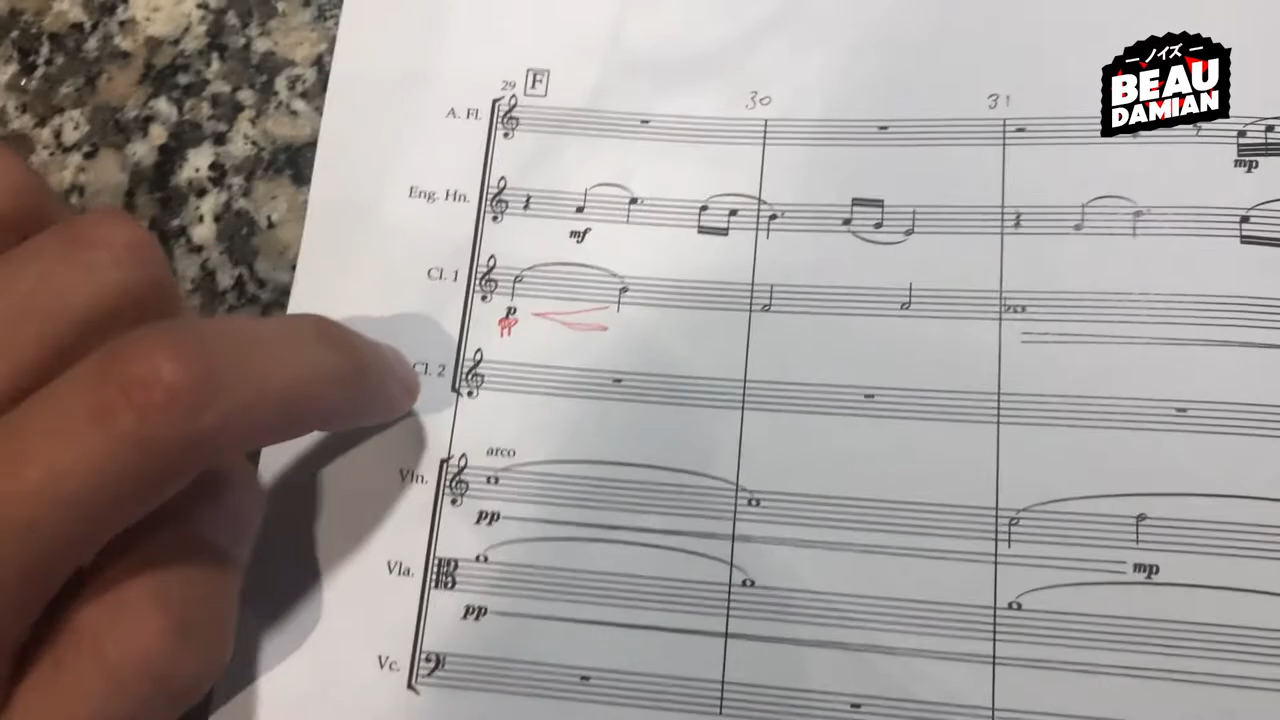 ノイズ
BEAU
DAMIAN
29 F
30
31
A. Fl.
mp
Eng. Hn.
mf
Cl. 1
p
pp
Cl. 2
arco
Vln.
pp
mp
Vla.
pp
Vc.